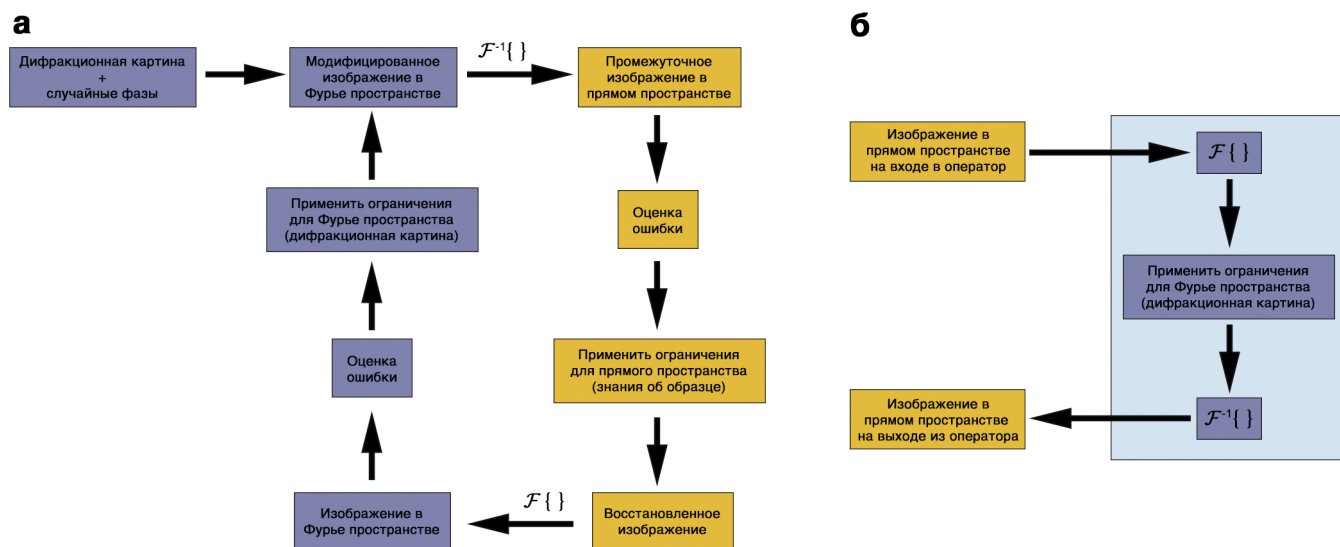 а
Дифракционная картина
+
случайные фазы
Модифицированное
изображение в
Фурье пространстве
ℱ⁻¹{ }
Промежуточное
изображение в
прямом пространстве
Применить ограничения
для Фурье пространства
(дифракционная картина)
Оценка
ошибки
Оценка
ошибки
Применить ограничения
для прямого пространства
(знания об образце)
Изображение в
Фурье пространстве
ℱ{ }
Восстановленное
изображение
б
Изображение в
прямом пространстве
на входе в оператор
ℱ{ }
Применить ограничения
для Фурье пространства
(дифракционная картина)
Изображение в
прямом пространстве
на выходе из оператора
ℱ⁻¹{ }